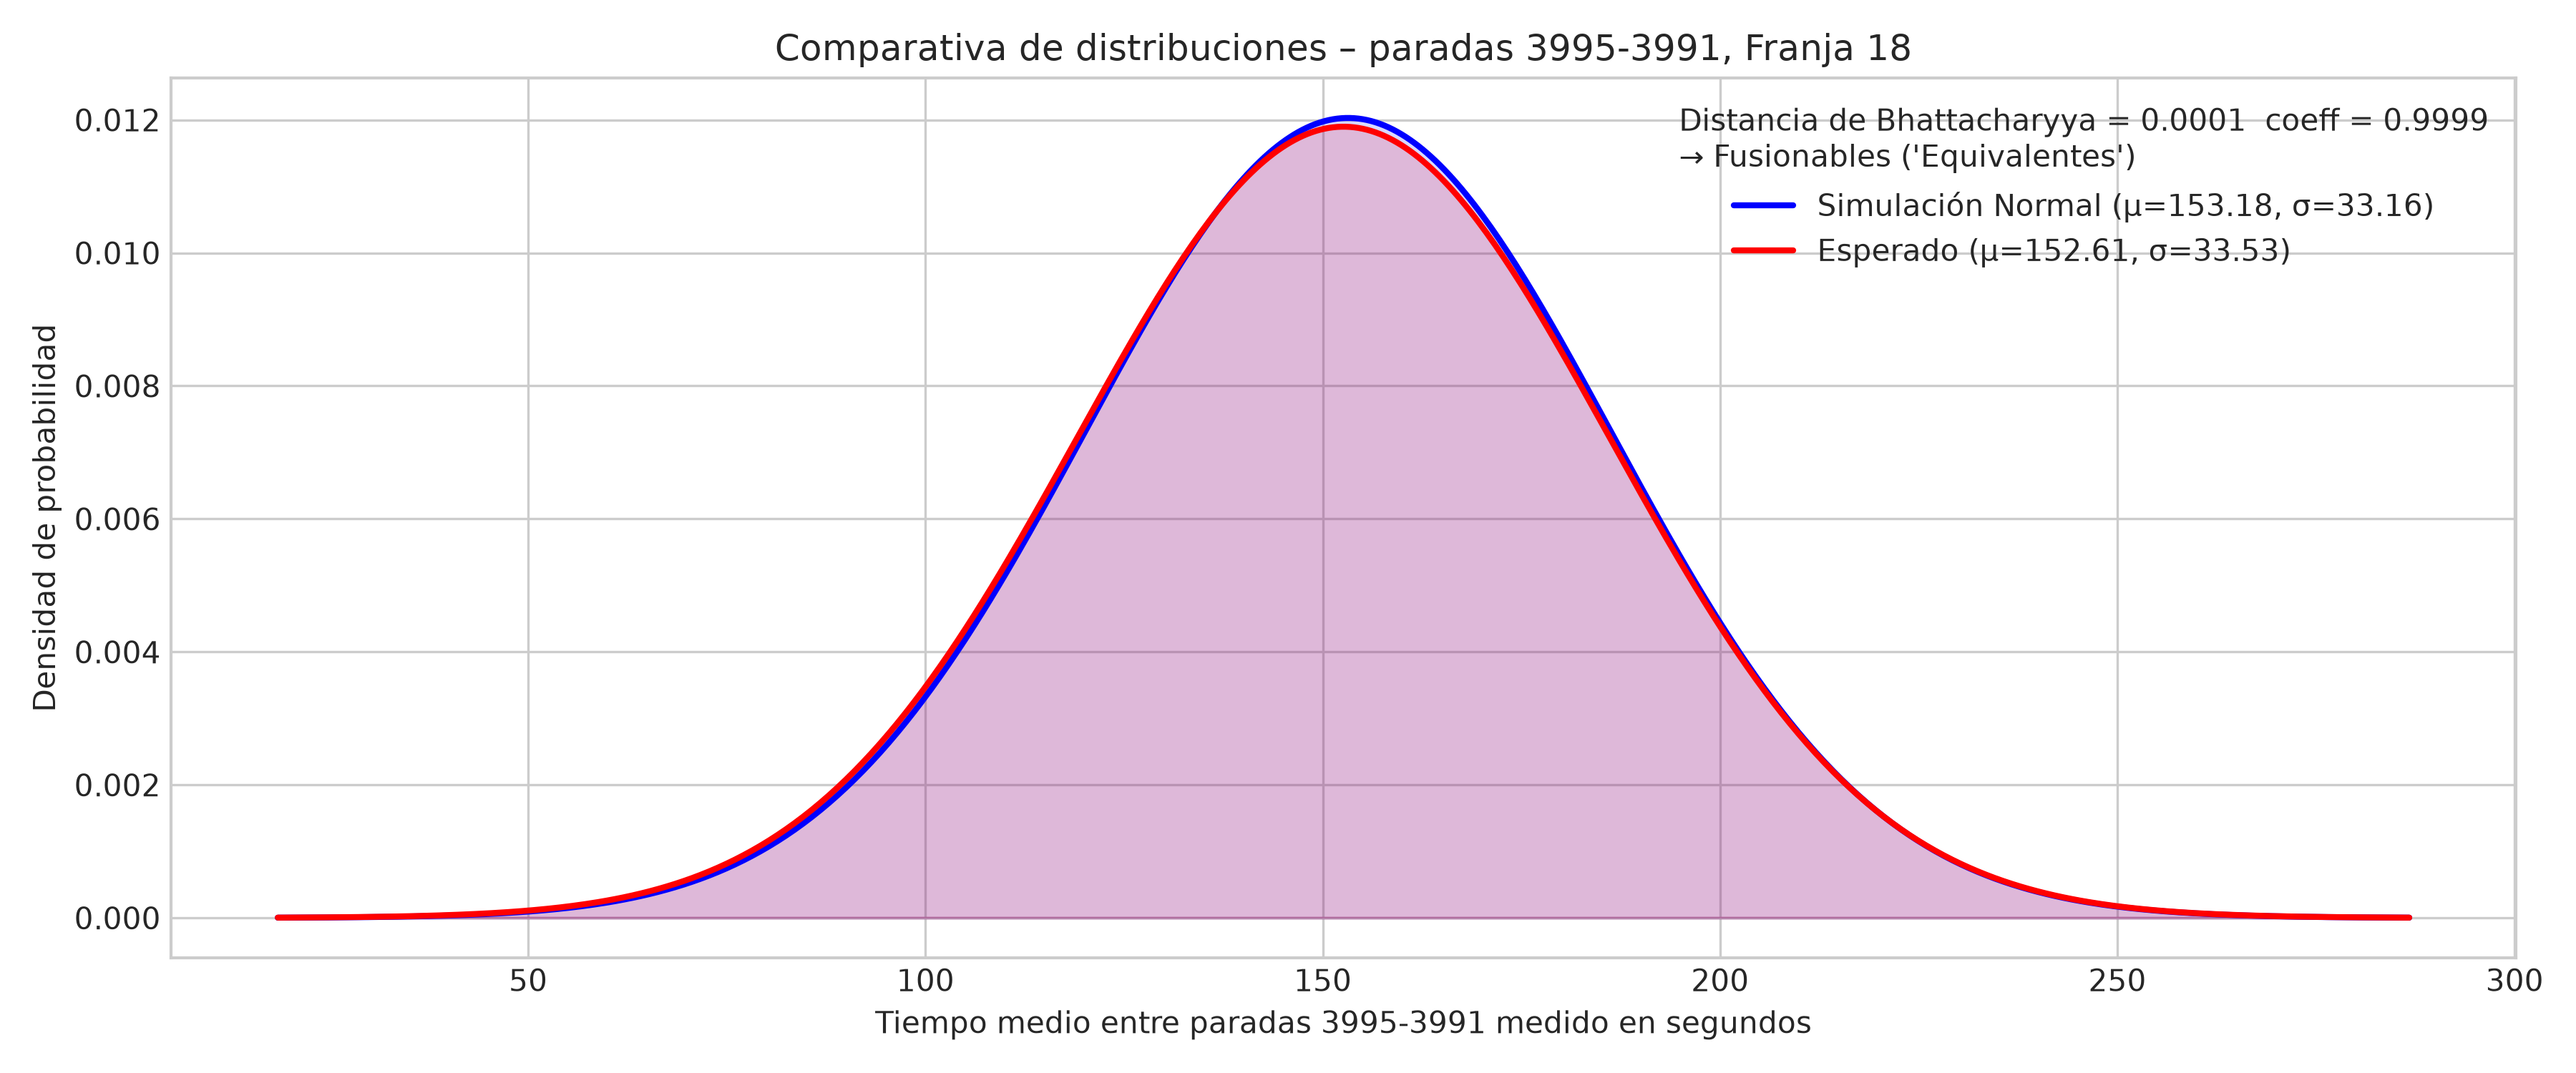 Comparativa de distribuciones – paradas 3995-3991, Franja 18
Distancia de Bhattacharyya = 0.0001  coeff = 0.9999
→ Fusionables ('Equivalentes')
Simulación Normal (μ=153.18, σ=33.16)
Esperado (μ=152.61, σ=33.53)
Densidad de probabilidad
0.012
0.010
0.008
0.006
0.004
0.002
0.000
50 100 150 200 250 300
Tiempo medio entre paradas 3995-3991 medido en segundos